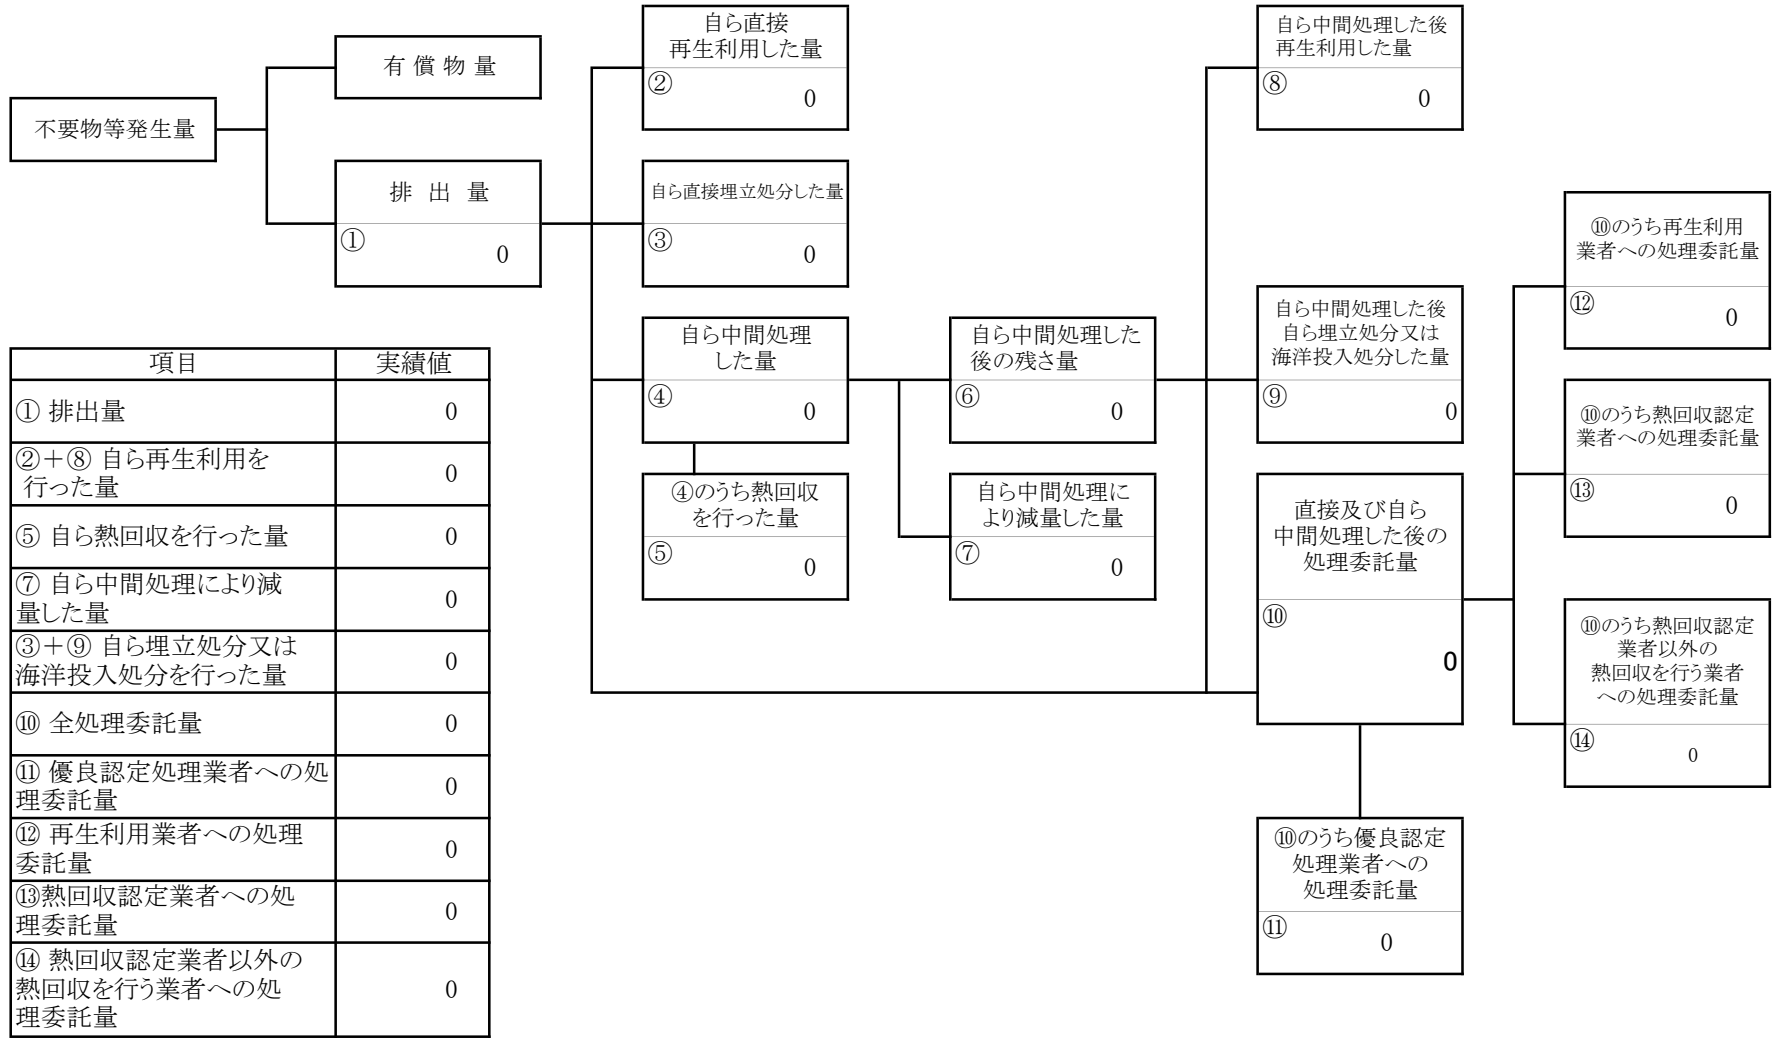 不要物等発生量
有 償 物 量
排 出 量
①
0
自ら直接
再生利用した量
②
0
自ら直接埋立処分した量
③
0
自ら中間処理
した量
④
0
④のうち熱回収
を行った量
⑤
0
自ら中間処理した
後の残さ量
⑥
0
自ら中間処理に
より減量した量
⑦
0
自ら中間処理した後
再生利用した量
⑧
0
自ら中間処理した後
自ら埋立処分又は
海洋投入処分した量
⑨
0
直接及び自ら
中間処理した後の
処理委託量
⑩
0
⑩のうち優良認定
処理業者への
処理委託量
⑪
0
⑩のうち再生利用
業者への処理委託量
⑫
0
⑩のうち熱回収認定
業者への処理委託量
⑬
0
⑩のうち熱回収認定
業者以外の
熱回収を行う業者
への処理委託量
⑭
0
項目 実績値
① 排出量 0
②＋⑧ 自ら再生利用を
行った量 0
⑤ 自ら熱回収を行った量 0
⑦ 自ら中間処理により減
量した量 0
③＋⑨ 自ら埋立処分又は
海洋投入処分を行った量 0
⑩ 全処理委託量 0
⑪ 優良認定処理業者への処
理委託量 0
⑫ 再生利用業者への処理
委託量 0
⑬熱回収認定業者への処
理委託量 0
⑭ 熱回収認定業者以外の
熱回収を行う業者への処 0
理委託量